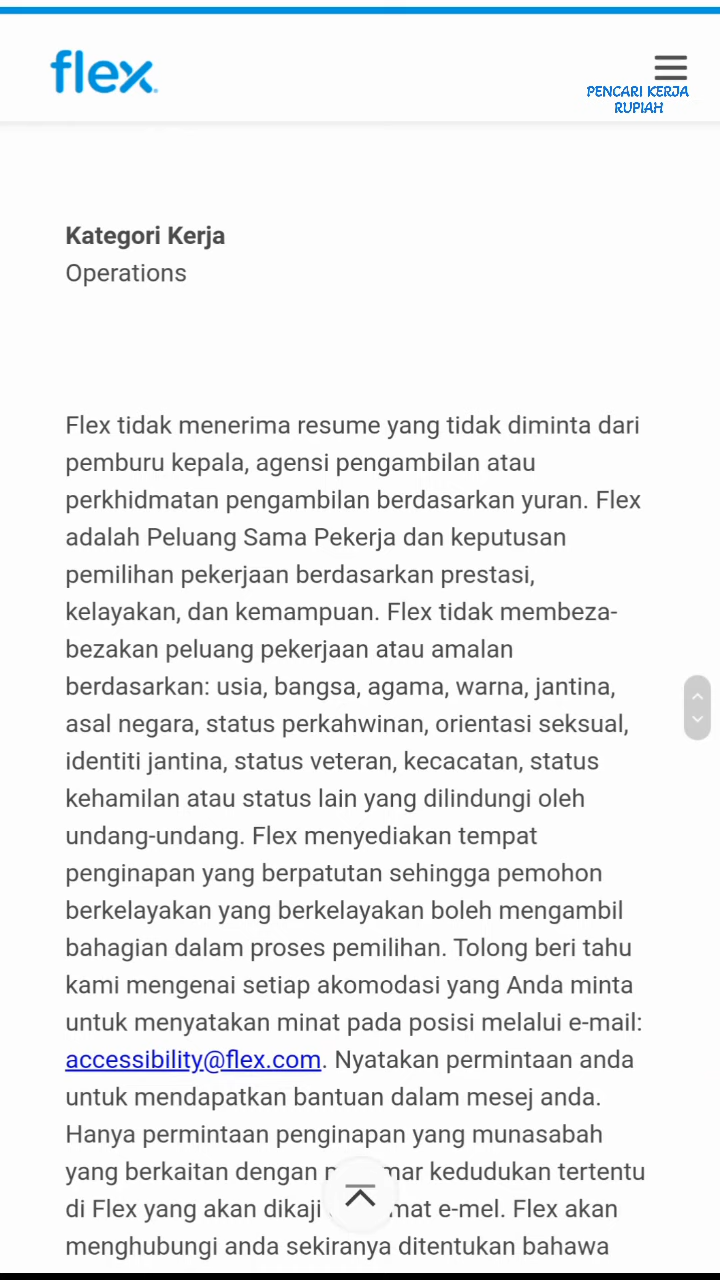 flex
PENCARI KERJA
RUPIAH
Kategori Kerja
Operations
Flex tidak menerima resume yang tidak diminta dari
pemburu kepala, agensi pengambilan atau
perkhidmatan pengambilan berdasarkan yuran. Flex
adalah Peluang Sama Pekerja dan keputusan
pemilihan pekerjaan berdasarkan prestasi,
kelayakan, dan kemampuan. Flex tidak membeza-
bezakan peluang pekerjaan atau amalan
berdasarkan: usia, bangsa, agama, warna, jantina,
asal negara, status perkahwinan, orientasi seksual,
identiti jantina, status veteran, kecacatan, status
kehamilan atau status lain yang dilindungi oleh
undang-undang. Flex menyediakan tempat
penginapan yang berpatutan sehingga pemohon
berkelayakan yang berkelayakan boleh mengambil
bahagian dalam proses pemilihan. Tolong beri tahu
kami mengenai setiap akomodasi yang Anda minta
untuk menyatakan minat pada posisi melalui e-mail:
accessibility@flex.com. Nyatakan permintaan anda
untuk mendapatkan bantuan dalam mesej anda.
Hanya permintaan penginapan yang munasabah
yang berkaitan dengan kedudukan tertentu
di Flex yang akan dikaji e-mel. Flex akan
menghubungi anda sekiranya ditentukan bahawa